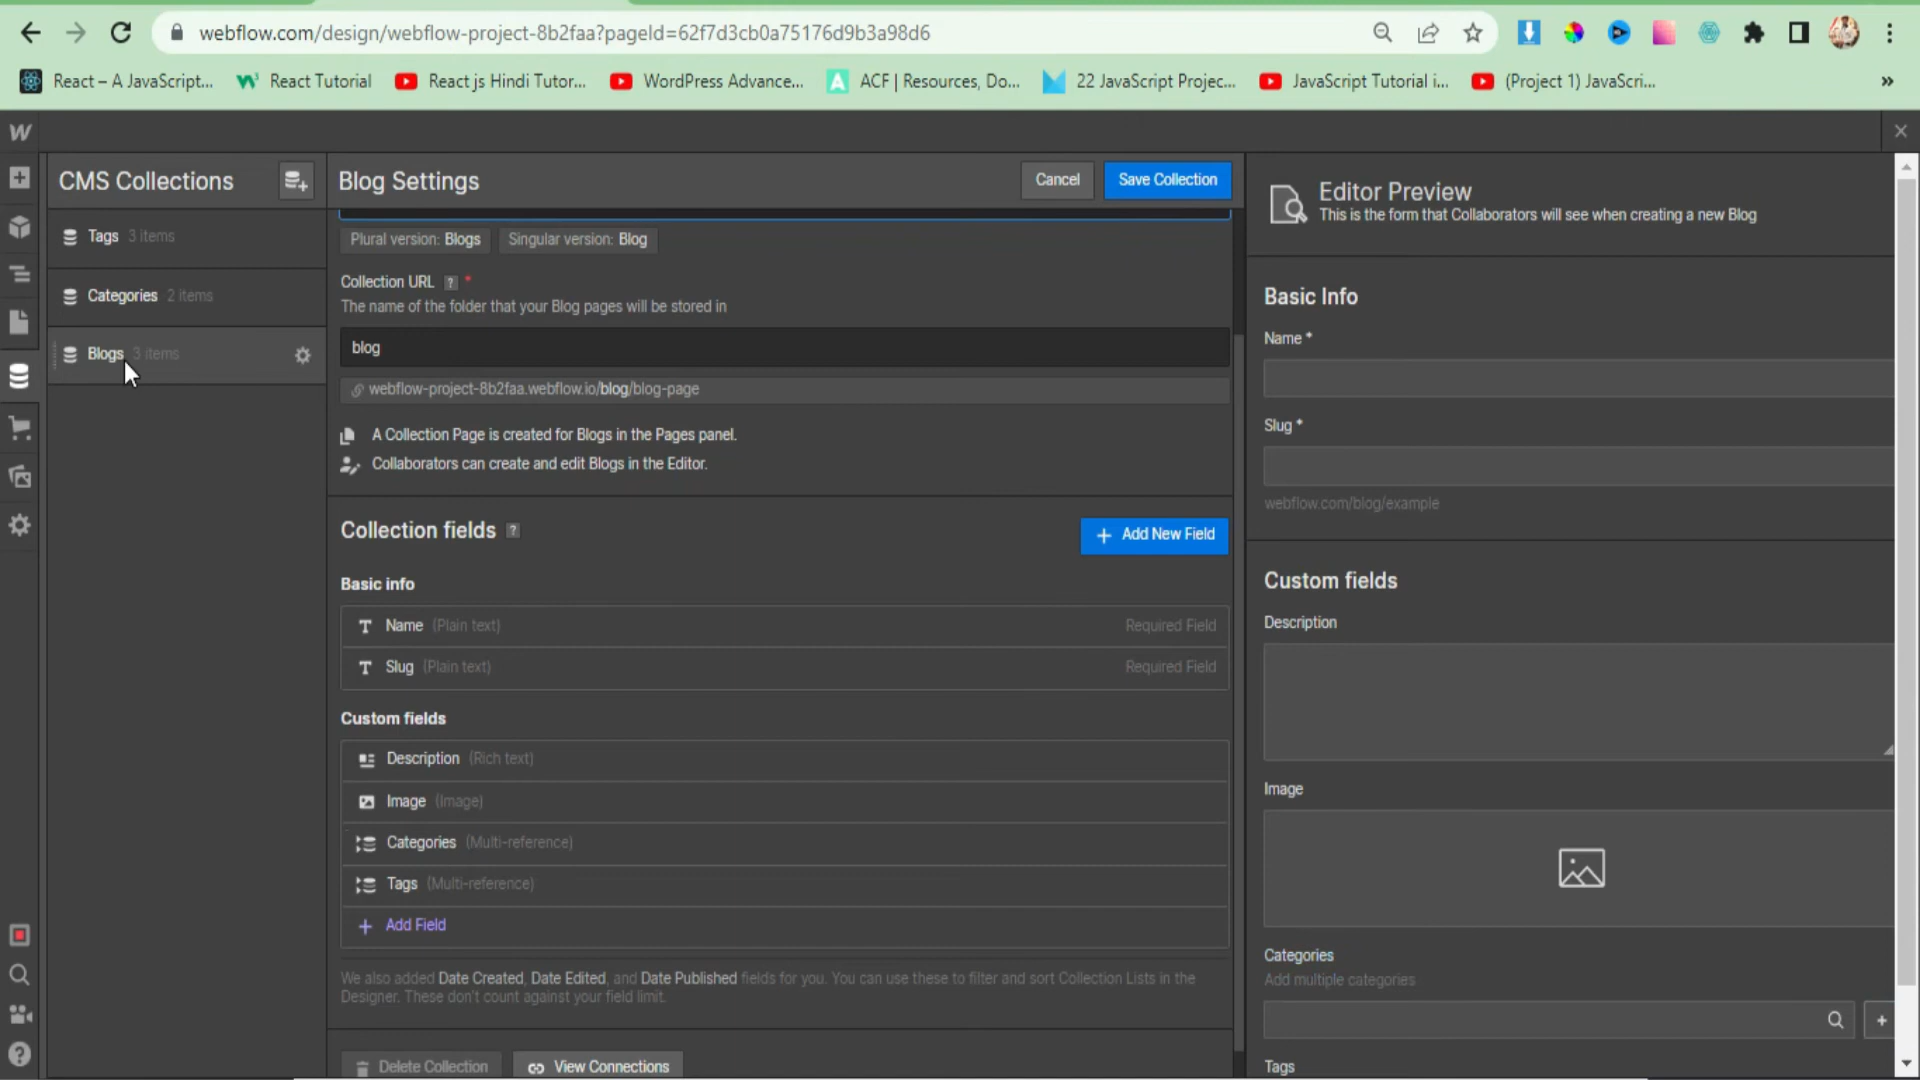 webflow.com/design/webflow-project-8b2faa?pageId=62f7d3cb0a75176d9b3a98d6
React – A JavaScript...
React Tutorial
React js Hindi Tutor...
WordPress Advance...
ACF | Resources, Do...
22 JavaScript Projec...
JavaScript Tutorial i...
(Project 1) JavaScri...
»
W
CMS Collections
Tags 3 items
Categories 2 items
Blogs 3 items
Blog Settings
Cancel
Save Collection
Plural version: Blogs
Singular version: Blog
Collection URL ? *
The name of the folder that your Blog pages will be stored in
blog
webflow-project-8b2faa.webflow.io/blog/blog-page
A Collection Page is created for Blogs in the Pages panel.
Collaborators can create and edit Blogs in the Editor.
Collection fields ?
+ Add New Field
Basic info
Name (Plain text) Required Field
Slug (Plain text) Required Field
Custom fields
Description (Rich text)
Image (Image)
Categories (Multi-reference)
Tags (Multi-reference)
+ Add Field
We also added Date Created, Date Edited, and Date Published fields for you. You can use these to filter and sort Collection Lists in the
Designer. These don't count against your field limit.
Delete Collection
View Connections
Editor Preview
This is the form that Collaborators will see when creating a new Blog
Basic Info
Name *
Slug *
webflow.com/blog/example
Custom fields
Description
Image
Categories
Add multiple categories
+
Tags